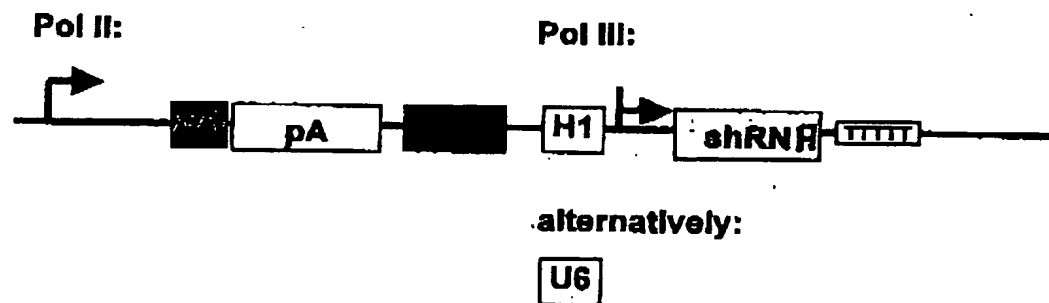 Pol II:
Pol III:
pA
H1
shRNA
TTTTT
alternatively:
U6